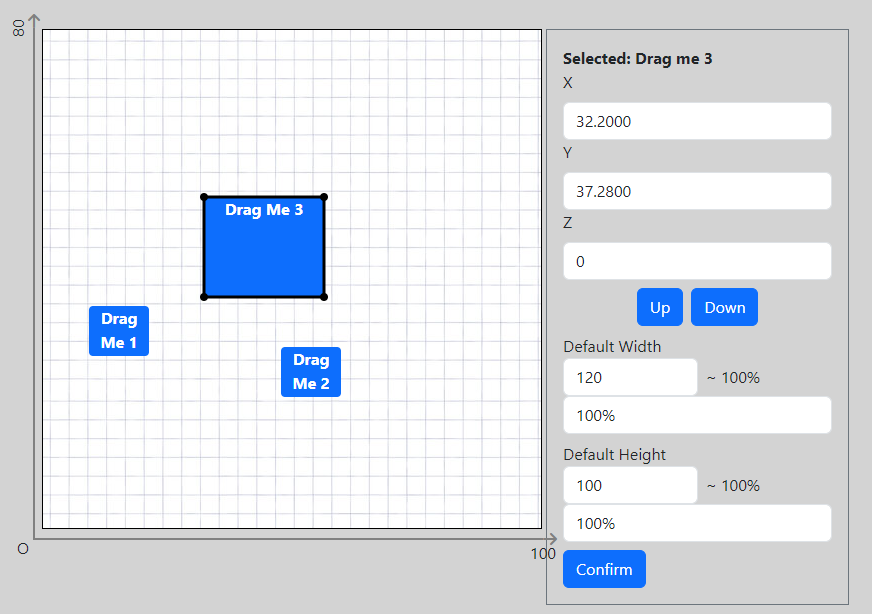 80
Drag Me 3
Drag
Me 1
Drag
Me 2
O
100
Selected: Drag me 3
X
32.2000
Y
37.2800
Z
0
Up Down
Default Width
120 ~ 100%
100%
Default Height
100 ~ 100%
100%
Confirm